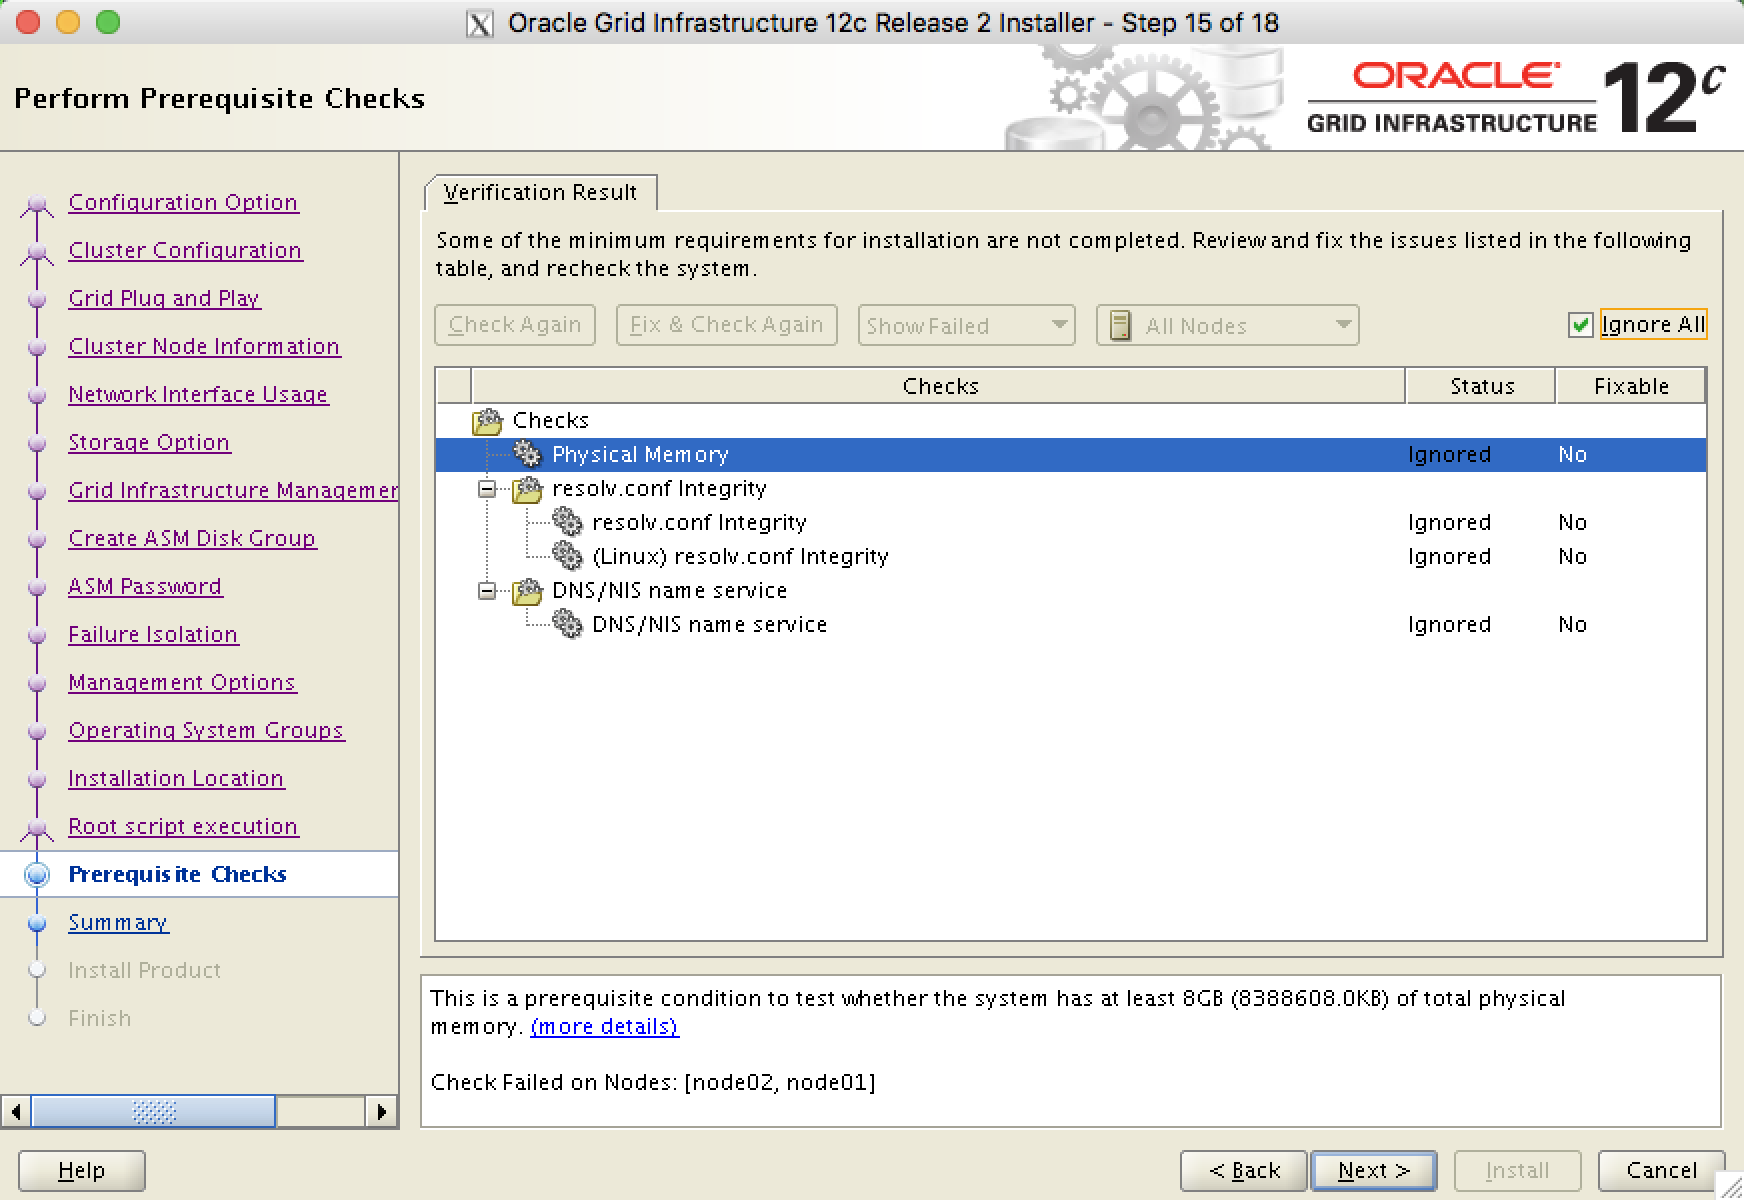 Oracle Grid Infrastructure 12c Release 2 Installer - Step 15 of 18
Perform Prerequisite Checks
ORACLE
GRID INFRASTRUCTURE
12c
Configuration Option
Cluster Configuration
Grid Plug and Play
Cluster Node Information
Network Interface Usage
Storage Option
Grid Infrastructure
Create ASM Disk Group
ASM Password
Failure Isolation
Management Options
Operating System Groups
Installation Location
Root script execution
Prerequisite Checks
Summary
Install Product
Finish
Verification Result
Some of the minimum requirements for installation are not completed. Review and fix the issues listed in the following
table, and recheck the system.
Check Again Fix & Check Again Show Failed All Nodes Ignore All
Checks Status Fixable
Checks
Physical Memory Ignored No
resolv.conf Integrity
resolv.conf Integrity Ignored No
(Linux) resolv.conf Integrity Ignored No
DNS/NIS name service
DNS/NIS name service Ignored No
This is a prerequisite condition to test whether the system has at least 8GB (8388608.0KB) of total physical
memory. (more details)
Check Failed on Nodes: [node02, node01]
Help < Back Next > Install Cancel